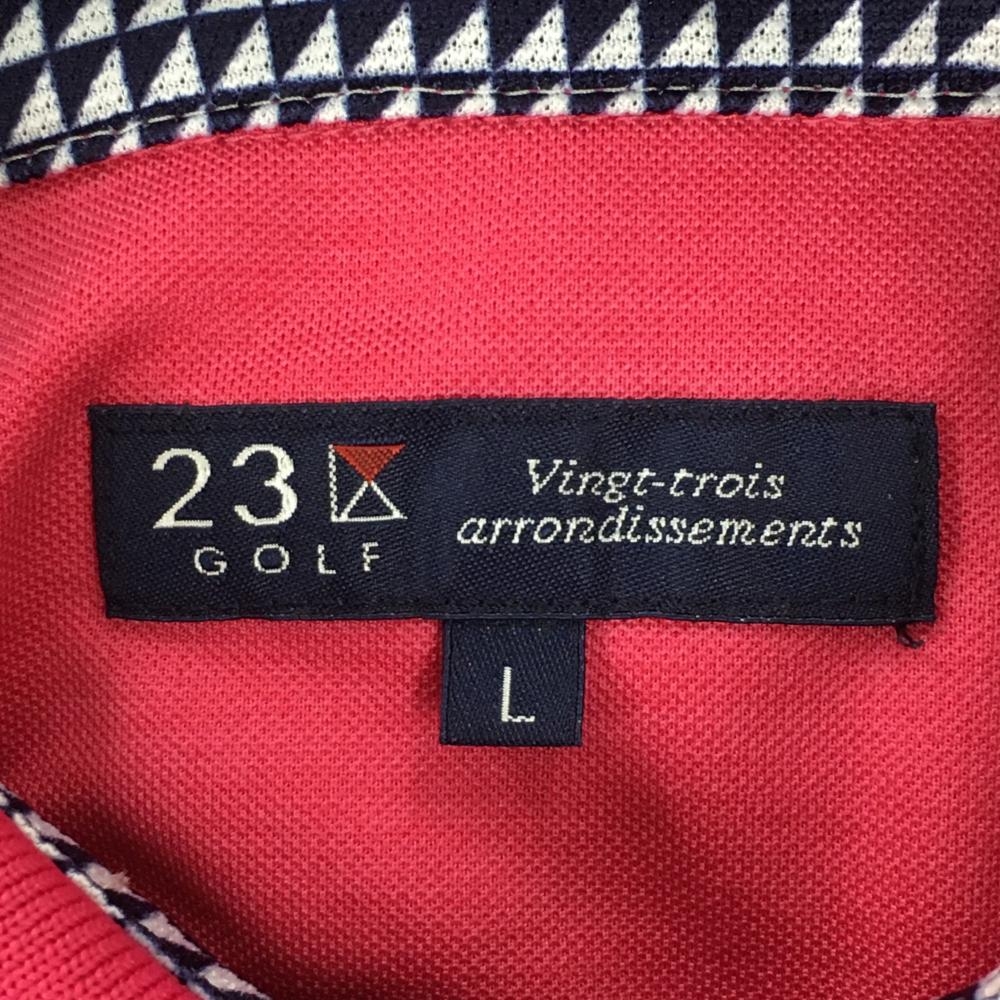 23
GOLF
Vingt-trois
arrondissements
L